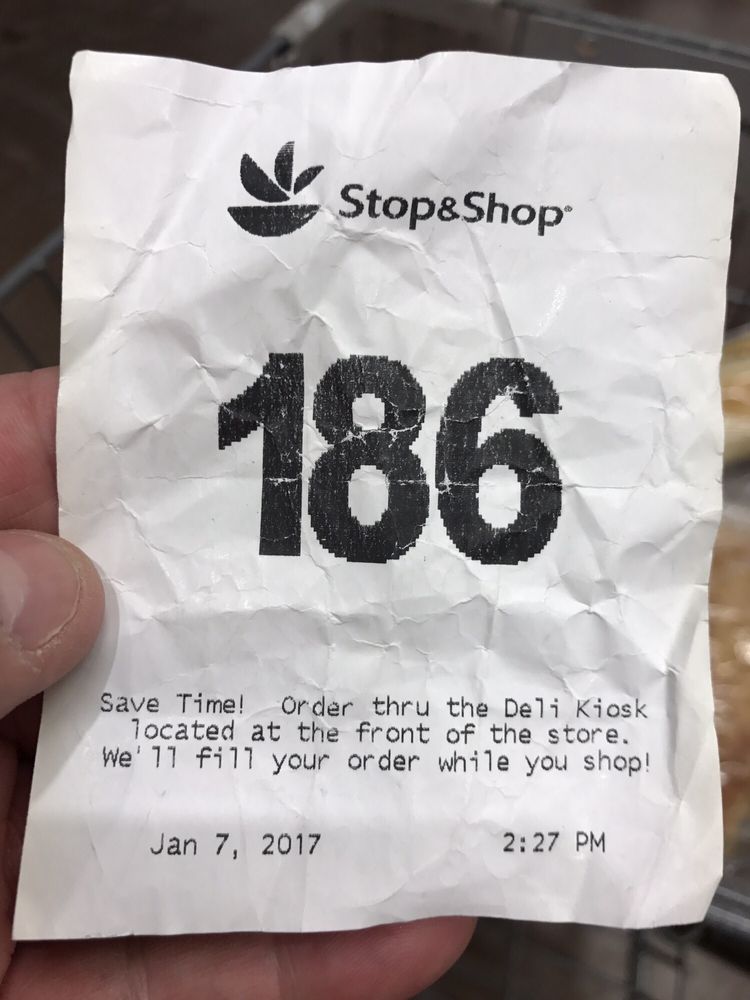 Stop&Shop®
186
Save Time! Order thru the Deli Kiosk
located at the front of the store.
We'll fill your order while you shop!
Jan 7, 2017 2:27 PM